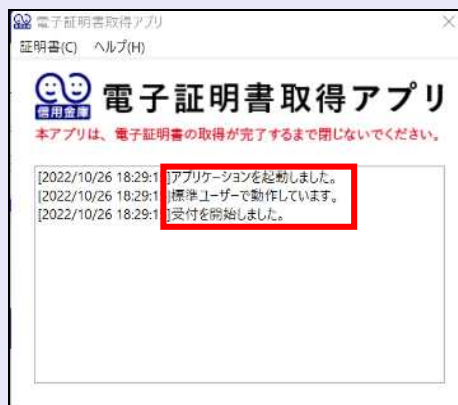 電子証明書取得アプリ
証明書(C) ヘルプ(H)
信用金庫
電子証明書取得アプリ
本アプリは、電子証明書の取得が完了するまで閉じないでください。
[2022/10/26 18:29:1 ]アプリケーションを起動しました。
[2022/10/26 18:29:1 ]標準ユーザーで動作しています。
[2022/10/26 18:29:1 ]受付を開始しました。